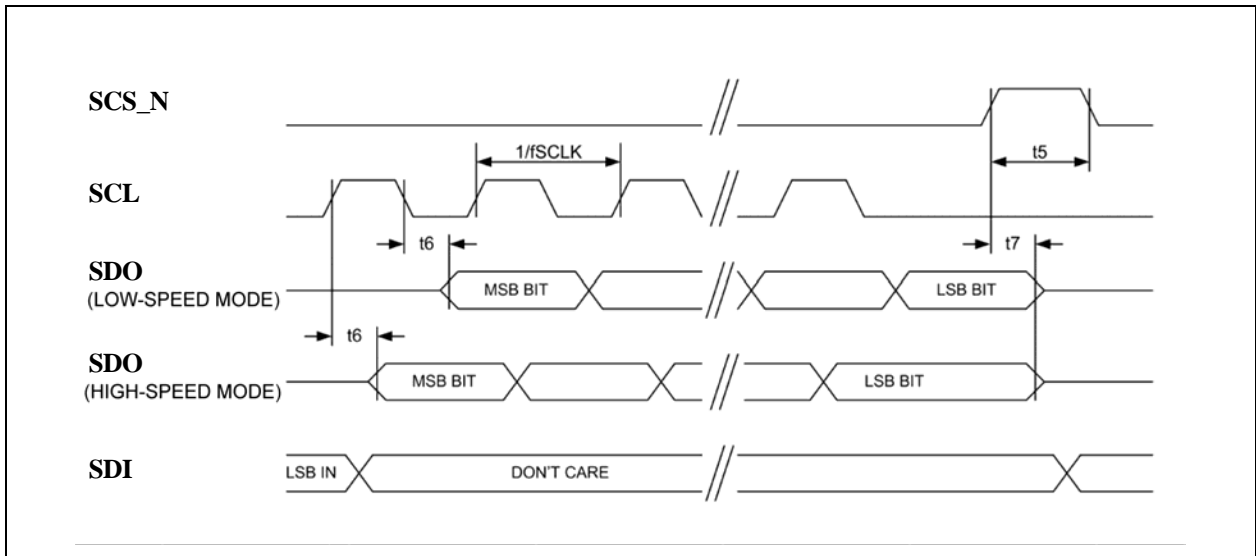 SCS_N
t5
1/fSCLK
SCL
t6
t7
SDO
(LOW-SPEED MODE)
MSB BIT
LSB BIT
t6
SDO
(HIGH-SPEED MODE)
MSB BIT
LSB BIT
SDI
LSB IN
DON'T CARE